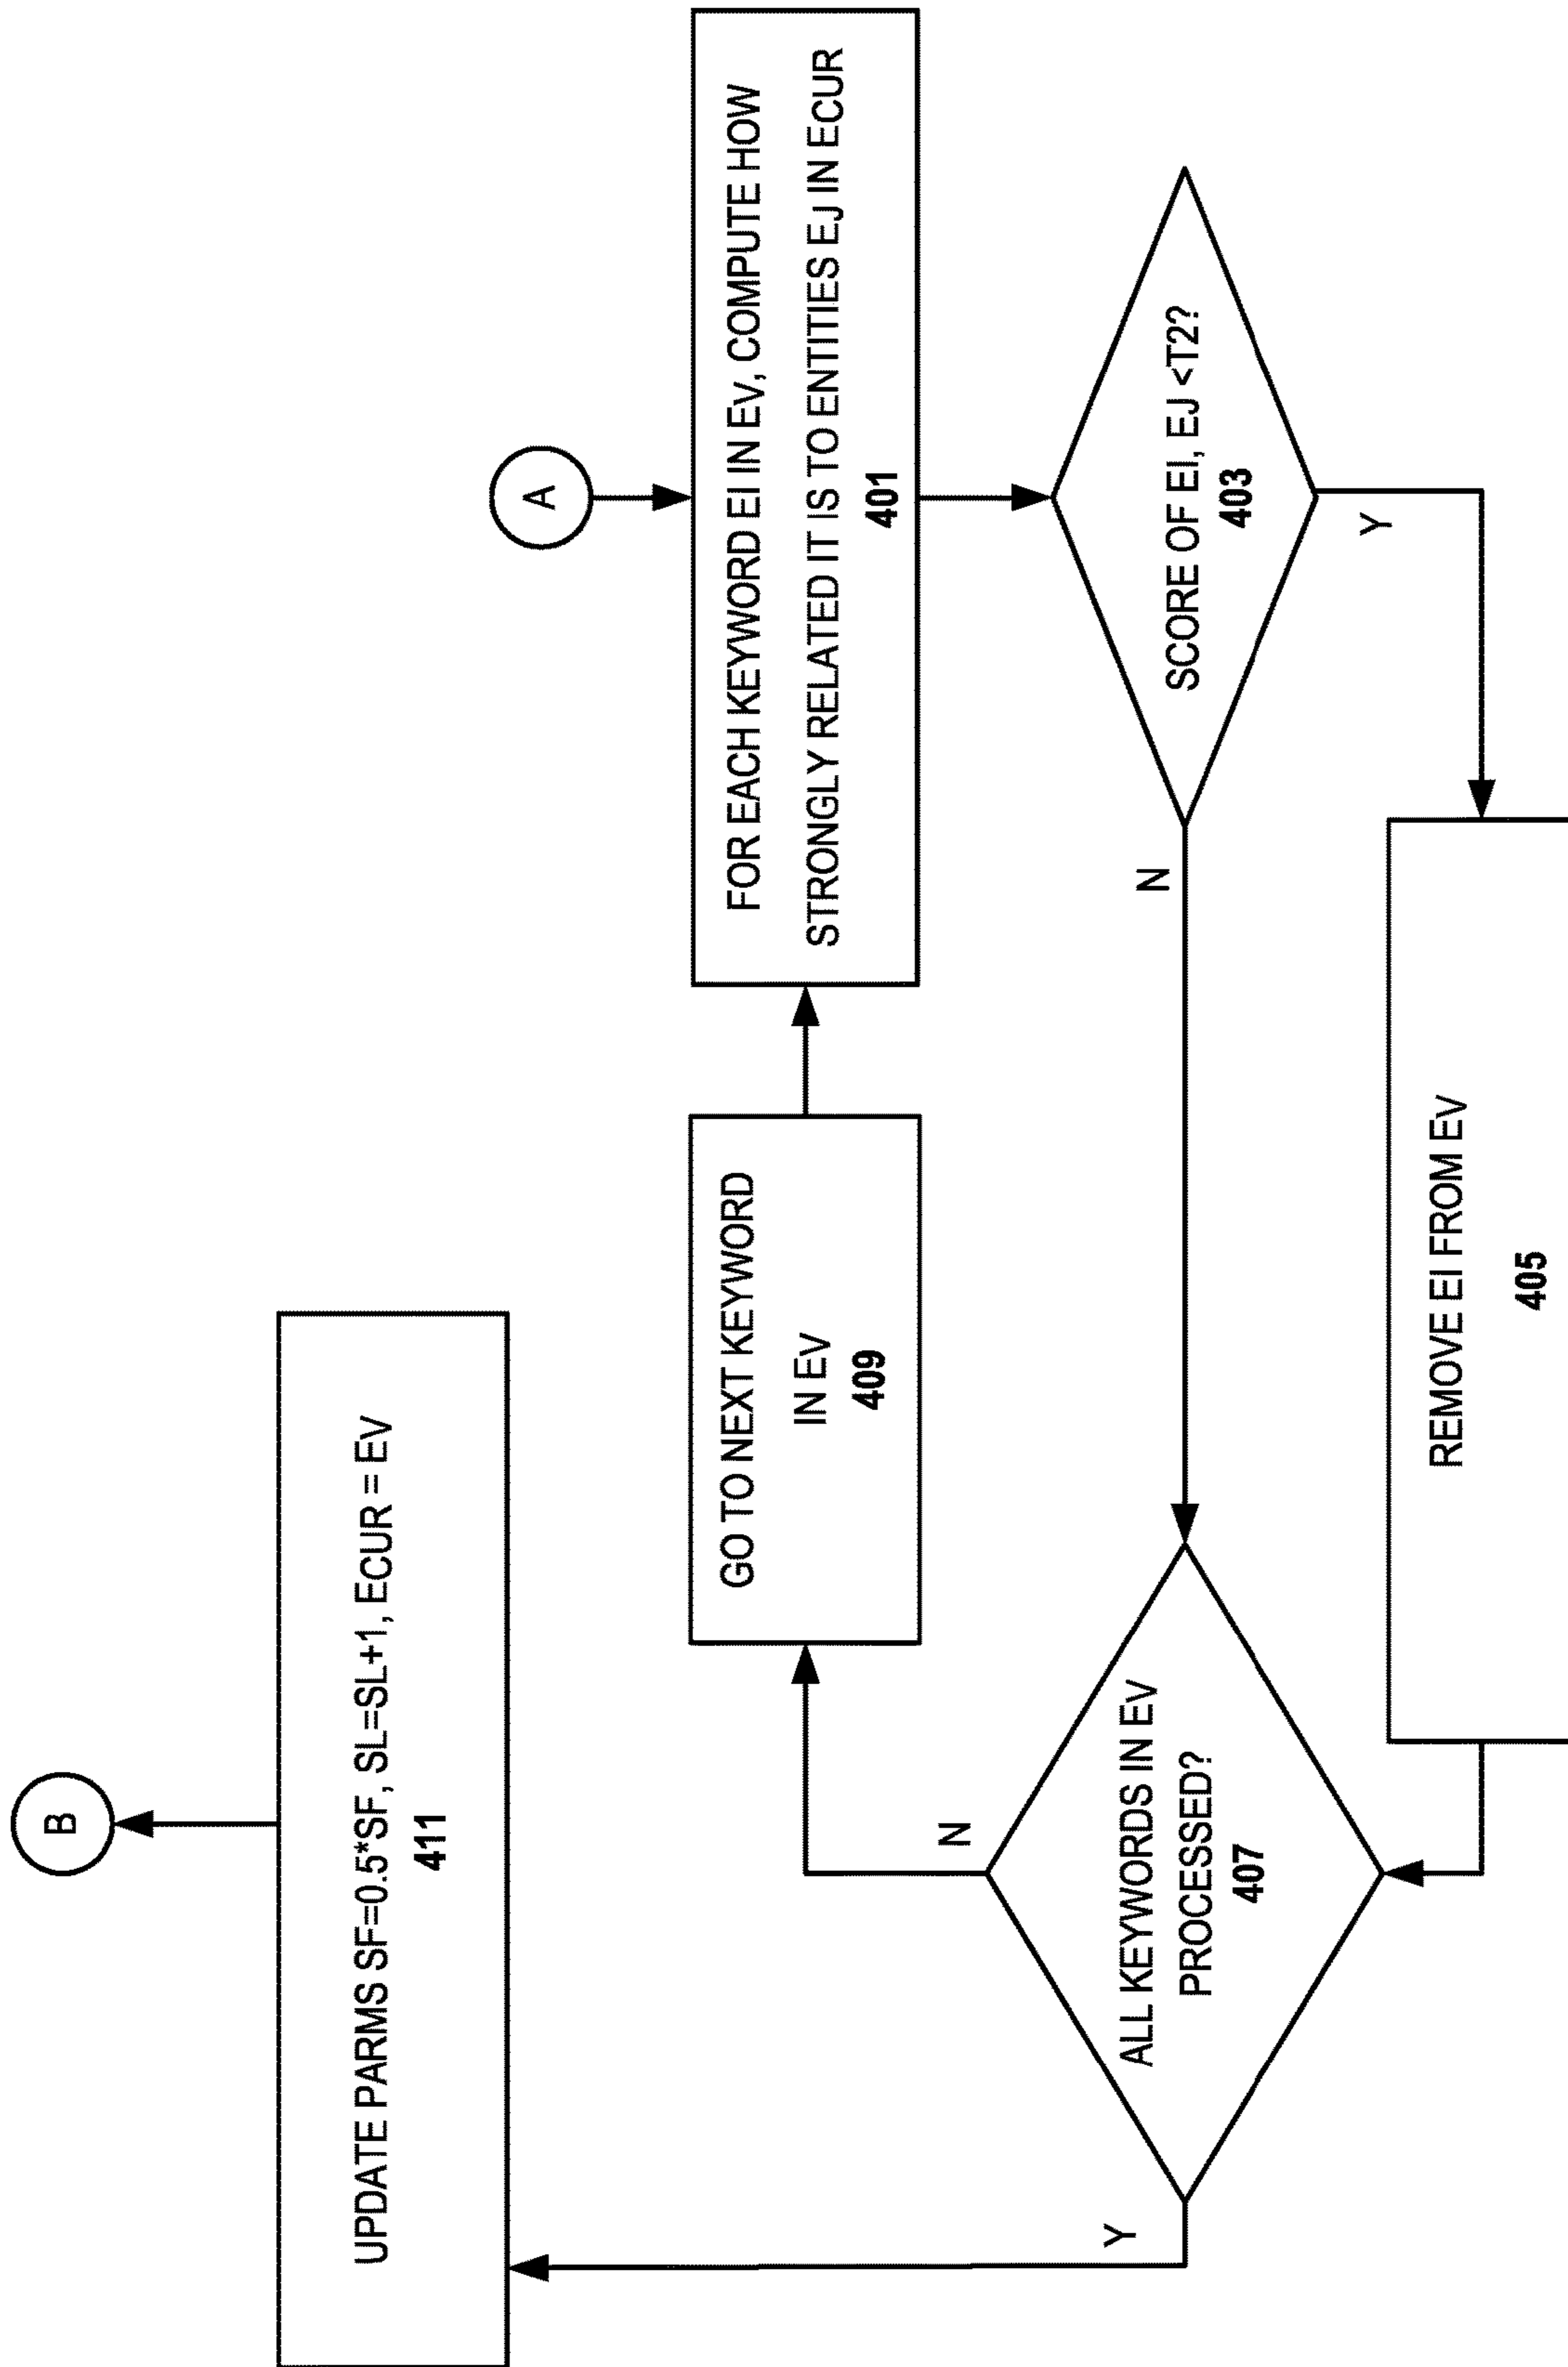 A
FOR EACH KEYWORD EI IN EV, COMPUTE HOW
STRONGLY RELATED IT IS TO ENTITIES EJ IN ECUR
401
SCORE OF EI, EJ <T2?
403
Y
N
REMOVE EI FROM EV
405
ALL KEYWORDS IN EV
PROCESSED?
407
N
Y
GO TO NEXT KEYWORD
IN EV
409
UPDATE PARMS SF=0.5*SF, SL=SL+1, ECUR = EV
411
B